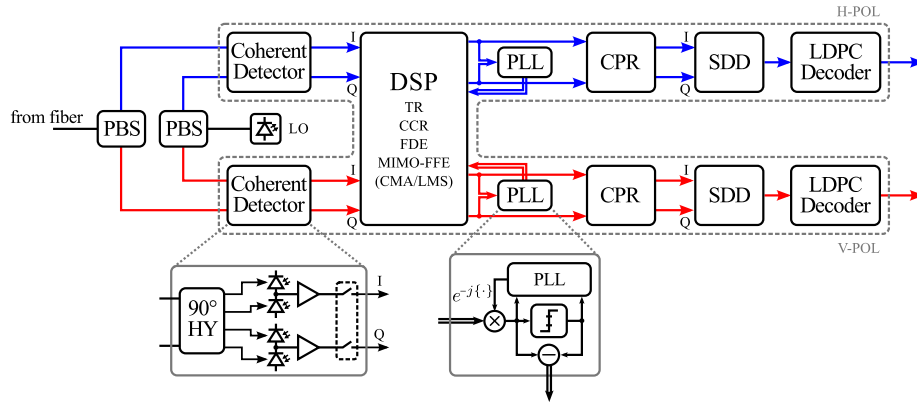 H-POL
Coherent
Detector
I
Q
DSP
TR
CCR
FDE
MIMO-FFE
(CMA/LMS)
PLL
CPR
I
Q
SDD
LDPC
Decoder
from fiber
PBS
PBS
LO
Coherent
Detector
I
Q
PLL
CPR
I
Q
SDD
LDPC
Decoder
V-POL
90°
HY
I
Q
e^{-j{·}}
PLL